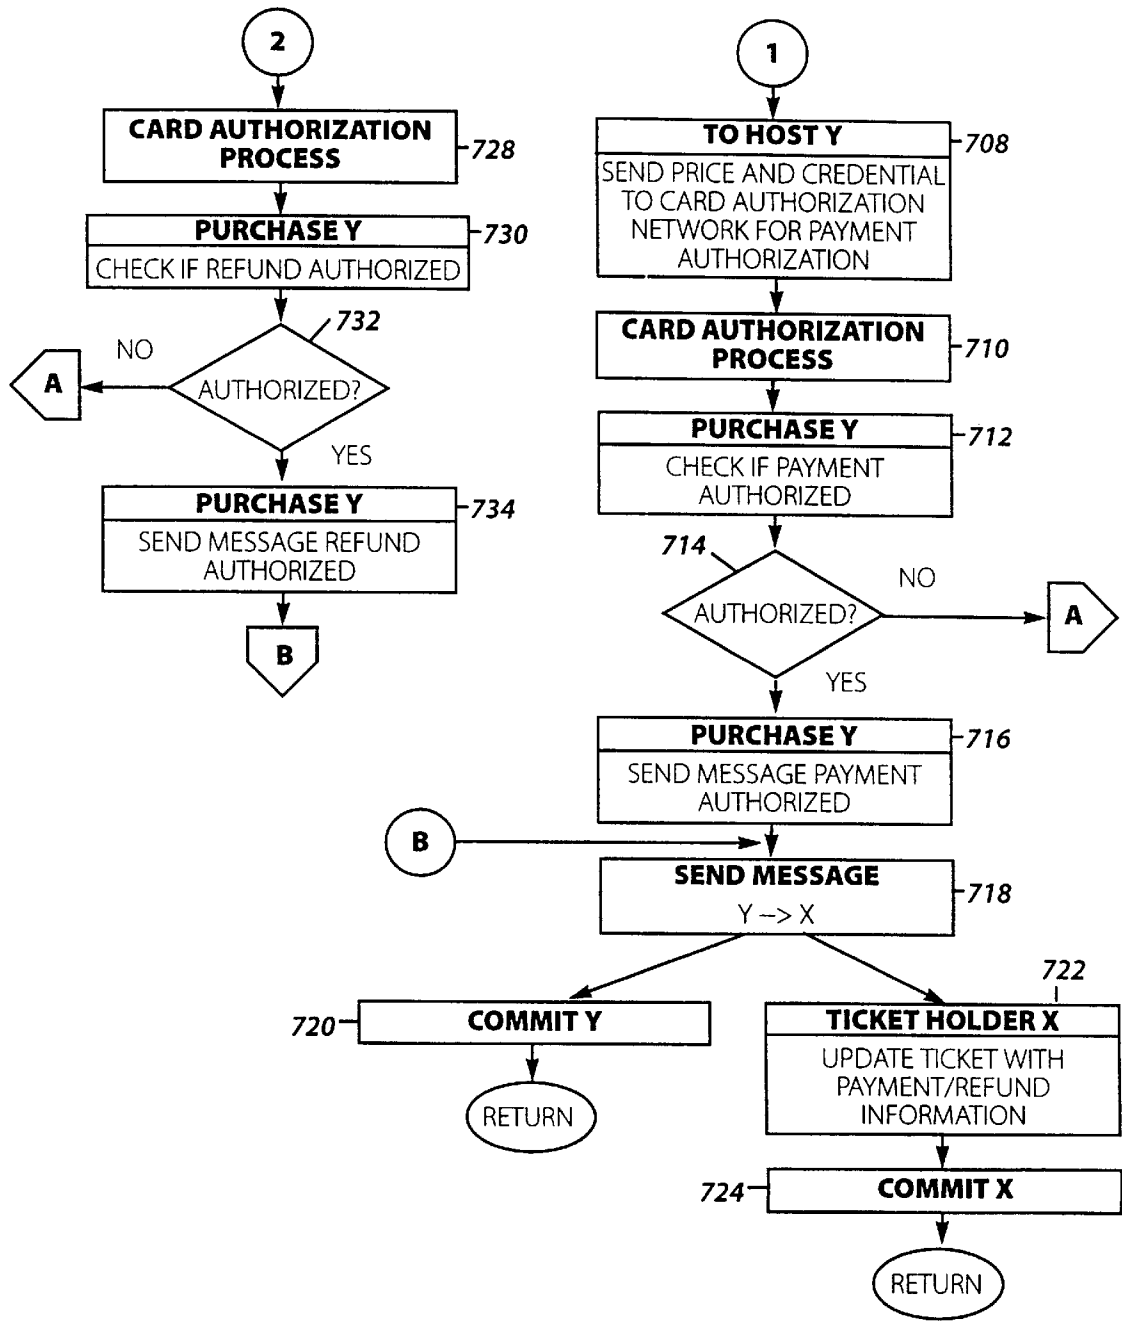 2
CARD AUTHORIZATION
PROCESS
728
PURCHASE Y
730
CHECK IF REFUND AUTHORIZED
732
NO
A
AUTHORIZED?
YES
PURCHASE Y
734
SEND MESSAGE REFUND
AUTHORIZED
B
1
TO HOST Y
708
SEND PRICE AND CREDENTIAL
TO CARD AUTHORIZATION
NETWORK FOR PAYMENT
AUTHORIZATION
CARD AUTHORIZATION
PROCESS
710
PURCHASE Y
712
CHECK IF PAYMENT
AUTHORIZED
714
NO
AUTHORIZED?
A
YES
PURCHASE Y
716
SEND MESSAGE PAYMENT
AUTHORIZED
B
SEND MESSAGE
718
Y --> X
720
COMMIT Y
RETURN
722
TICKET HOLDER X
UPDATE TICKET WITH
PAYMENT/REFUND
INFORMATION
724
COMMIT X
RETURN